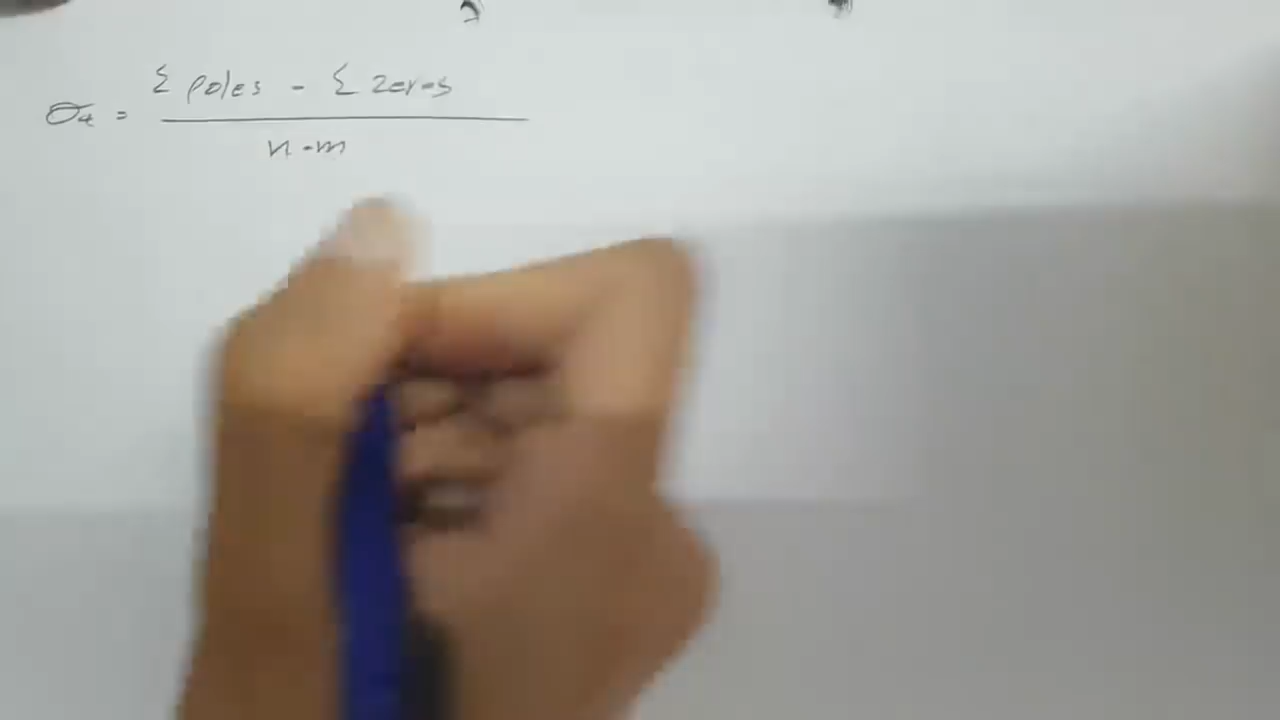 σₐ = Σ poles - Σ zeros
n-m